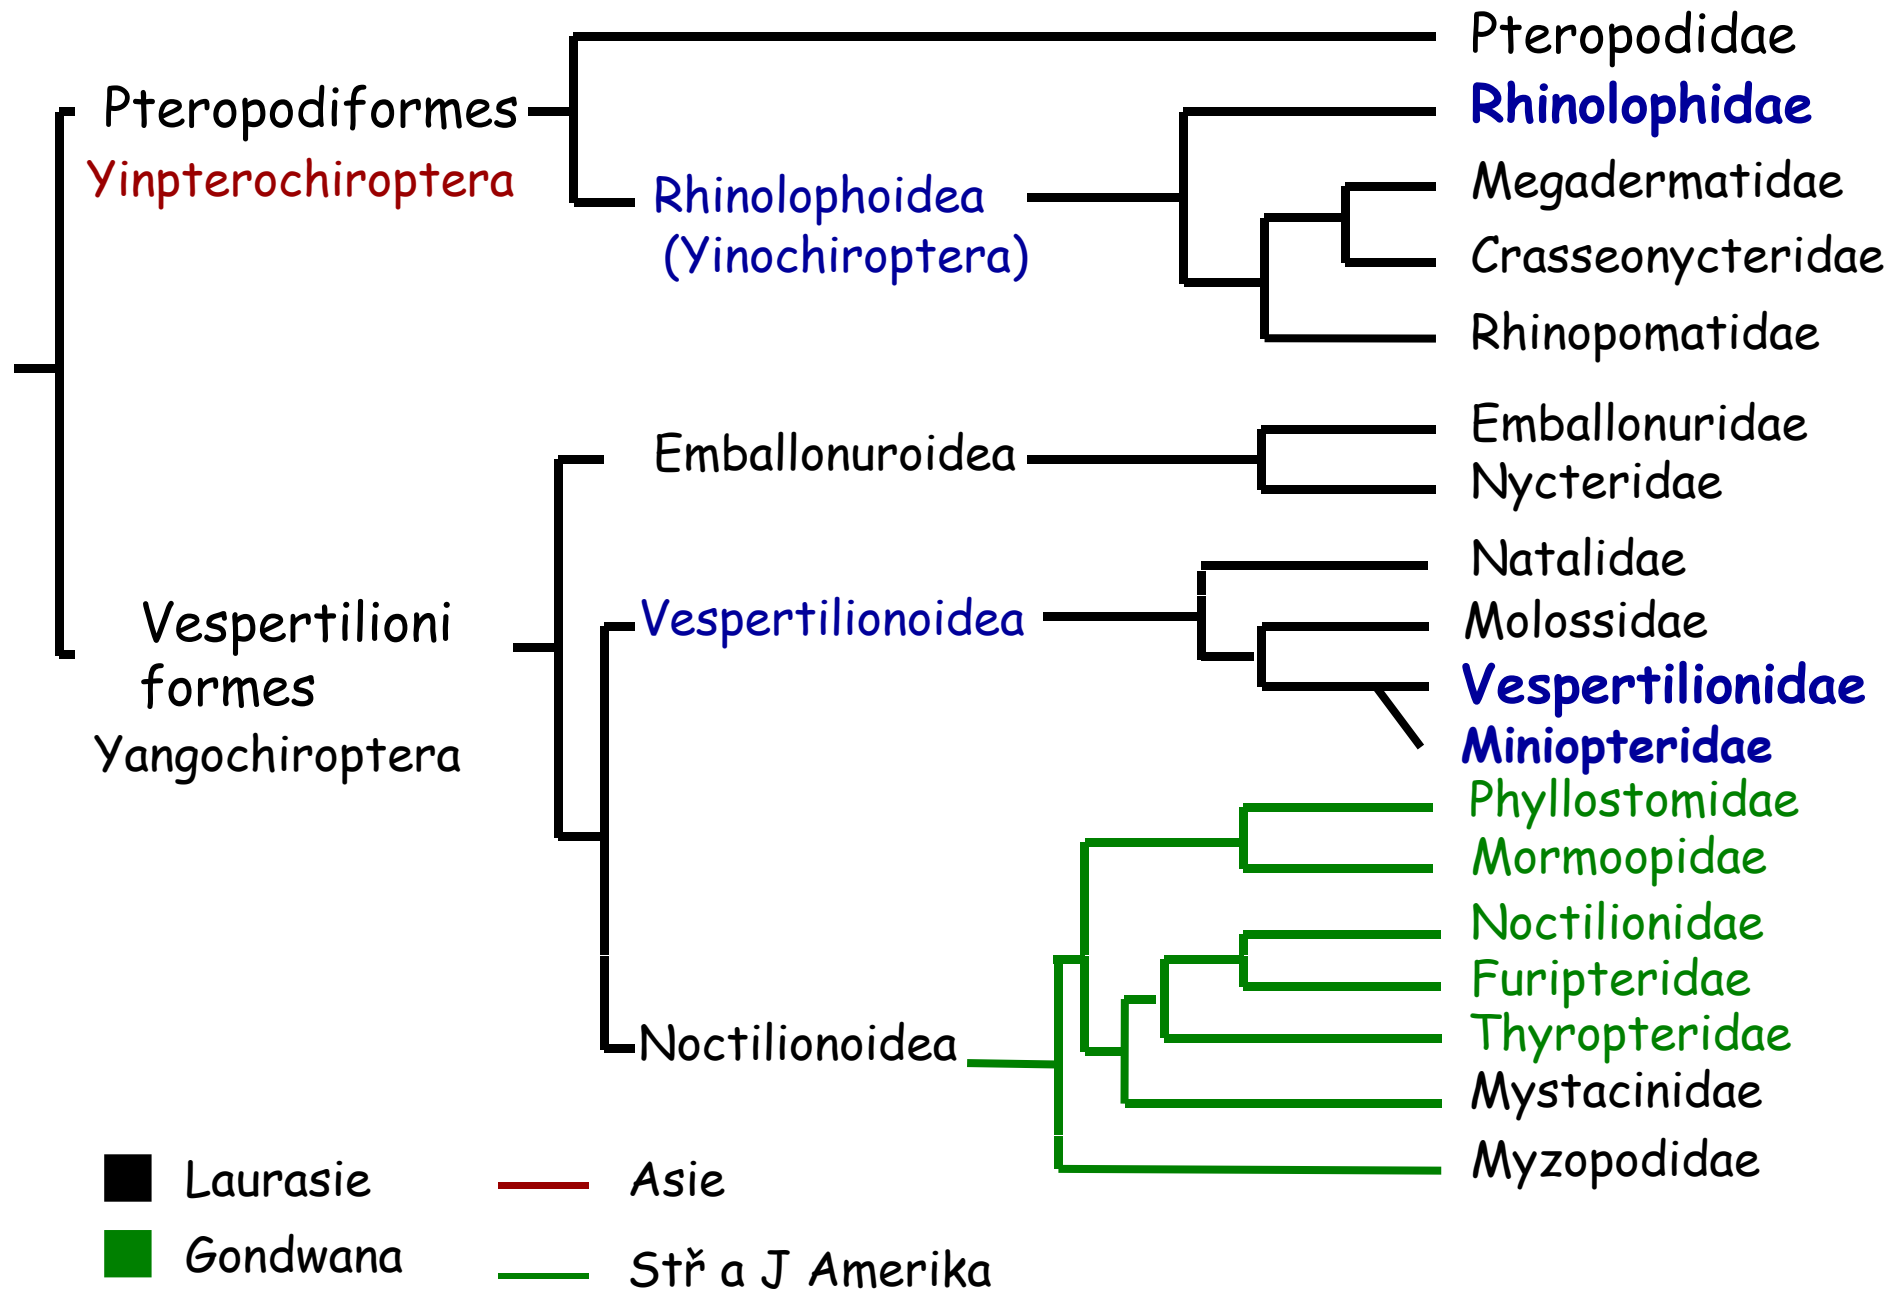 Pteropodidae
Pteropodiformes
Yinpterochiroptera
Rhinolophoidea
(Yinochiroptera)
Rhinolophidae
Megadermatidae
Crasseonycteridae
Rhinopomatidae
Emballonuroidea
Emballonuridae
Nycteridae
Vespertilioni
formes
Yangochiroptera
Vespertilionoidea
Natalidae
Molossidae
Vespertilionidae
Miniopteridae
Noctilionoidea
Phyllostomidae
Mormoopidae
Noctilionidae
Furipteridae
Thyropteridae
Mystacinidae
Myzopodidae
Laurasie
Asie
Gondwana
Stř a J Amerika